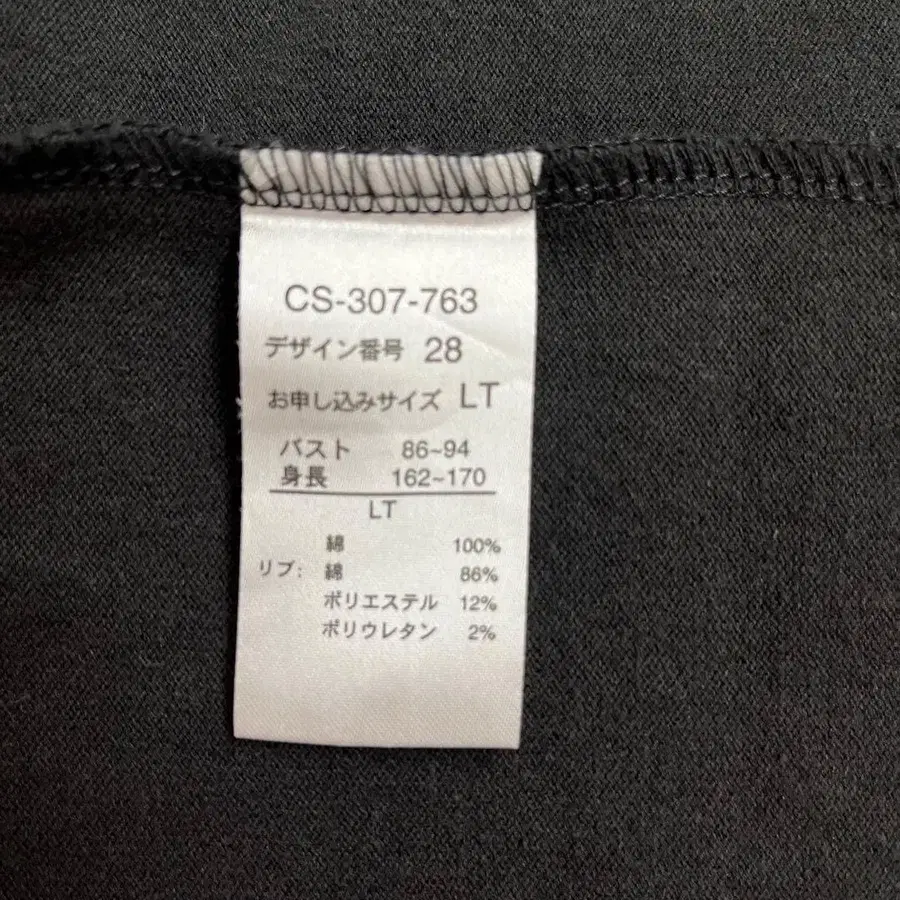 CS-307-763
デザイン番号 28
お申し込みサイズ LT
バスト 86~94
身長 162~170
LT
綿 100%
リブ: 綿 86%
ポリエステル 12%
ポリウレタン 2%